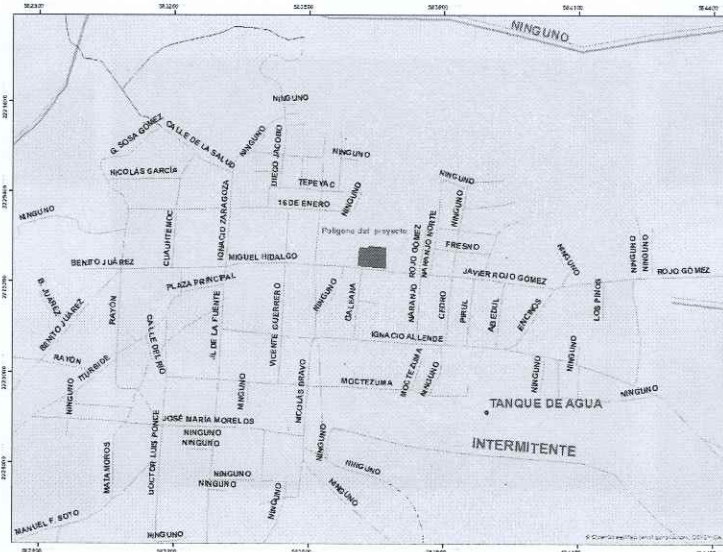 NINGUNO
NINGUNO
G. SOSA GÓMEZ
CALLE DE LA SALUD
NINGUNO
DIEGO JACOBO
NINGUNO
NICOLÁS GARCÍA
TEPEYAC
NINGUNO
16 DE ENERO
NINGUNO
NINGUNO
NINGUNO
CUAUHTEMOC
IGNACIO ZARAGOZA
Polígono del proyecto
ROJO GÓMEZ
NARANJO NORTE
FRESNO
NINGUNO
NINGUNO
NINGUNO
BENITO JUÁREZ
MIGUEL HIDALGO
JAVIER ROJO GÓMEZ
ROJO GÓMEZ
PLAZA PRINCIPAL
B. JUÁREZ
BENITO JUÁREZ
RAYÓN
NINGUNO
GALEANA
NARANJO
CEDRO
PIRUL
ABEDUL
ENCINOS
LOS PINOS
CALLE DEL RÍO
JL DE LA FUENTE
VICENTE GUERRERO
IGNACIO ALLENDE
RAYÓN
ITURBIDE
NINGUNO
NINGUNO
NICOLÁS BRAVO
MOCTEZUMA
MOCTEZUMA
NINGUNO
NINGUNO
NINGUNO
NINGUNO
TANQUE DE AGUA
JOSÉ MARÍA MORELOS
NINGUNO
NINGUNO
INTERMITENTE
MATAMOROS
DOCTOR LUIS PONCE
NINGUNO
NINGUNO
NINGUNO
NINGUNO
NINGUNO
NINGUNO
MANUEL F. SOTO
NINGUNO